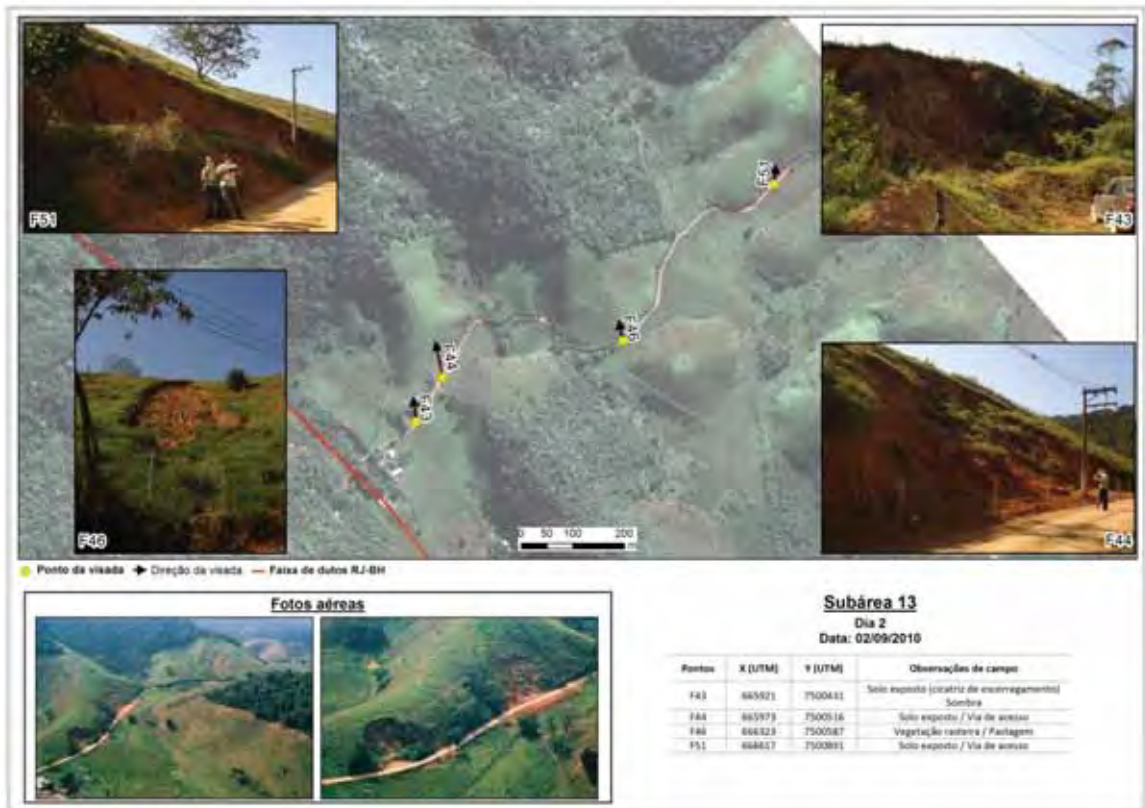 F51
F43
F51
F46
F44
F43
F46
F44
0 50 100 200
Ponto da visada Direção da visada Faixa de dutos RJ-BH
Fotos aéreas
Subárea 13
Dia 2
Data: 02/09/2010
Pontos X (UTM) Y (UTM) Observações de campo
F43 665921 7500431 Solo exposto (cicatriz de escorregamento)
Sombra
F44 665973 7500516 Solo exposto / Via de acesso
F46 666323 7500587 Vegetação rasteira / Pastagem
F51 666617 7500891 Solo exposto / Via de acesso